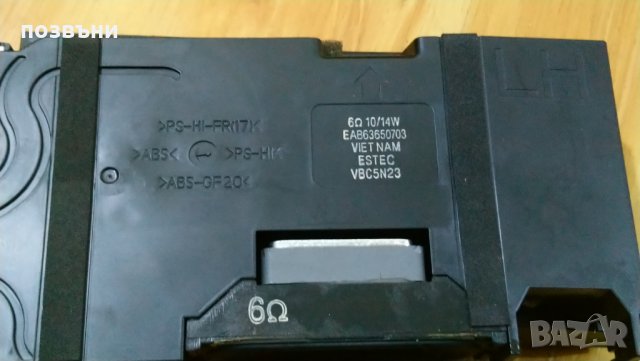 позвъни
LH
>PS-HI-FR(17)<
>ABS< >PS-HI<
>ABS-GF20<
6Ω 10/14W
EAB63650703
VIETNAM
ESTEC
VBC5N23
6Ω
BAZAR